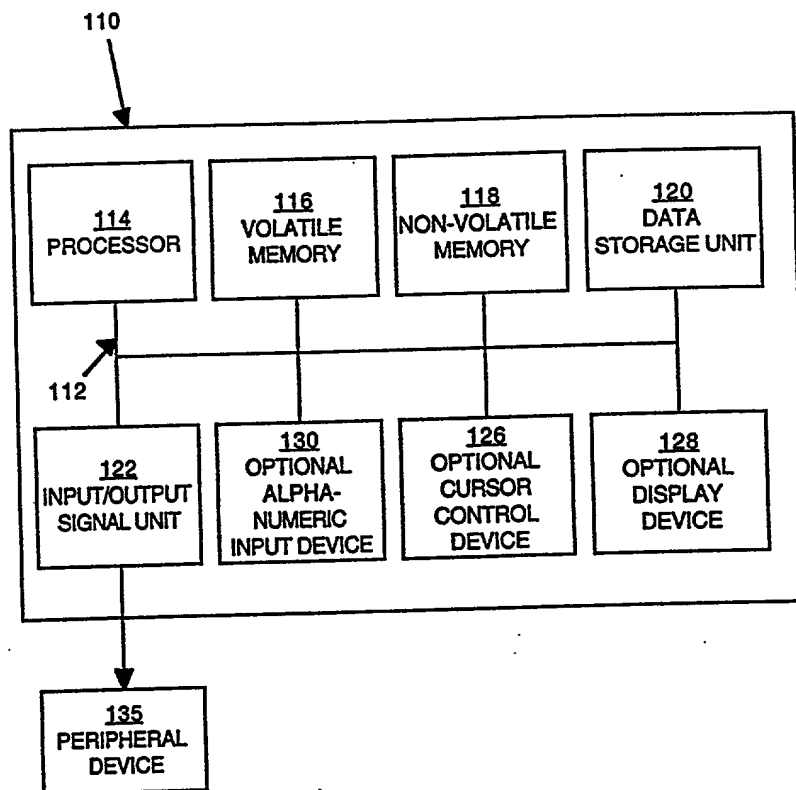 110
114
PROCESSOR
116
VOLATILE
MEMORY
118
NON-VOLATILE
MEMORY
120
DATA
STORAGE UNIT
112
122
INPUT/OUTPUT
SIGNAL UNIT
130
OPTIONAL
ALPHA-
NUMERIC
INPUT DEVICE
126
OPTIONAL
CURSOR
CONTROL
DEVICE
128
OPTIONAL
DISPLAY
DEVICE
135
PERIPHERAL
DEVICE